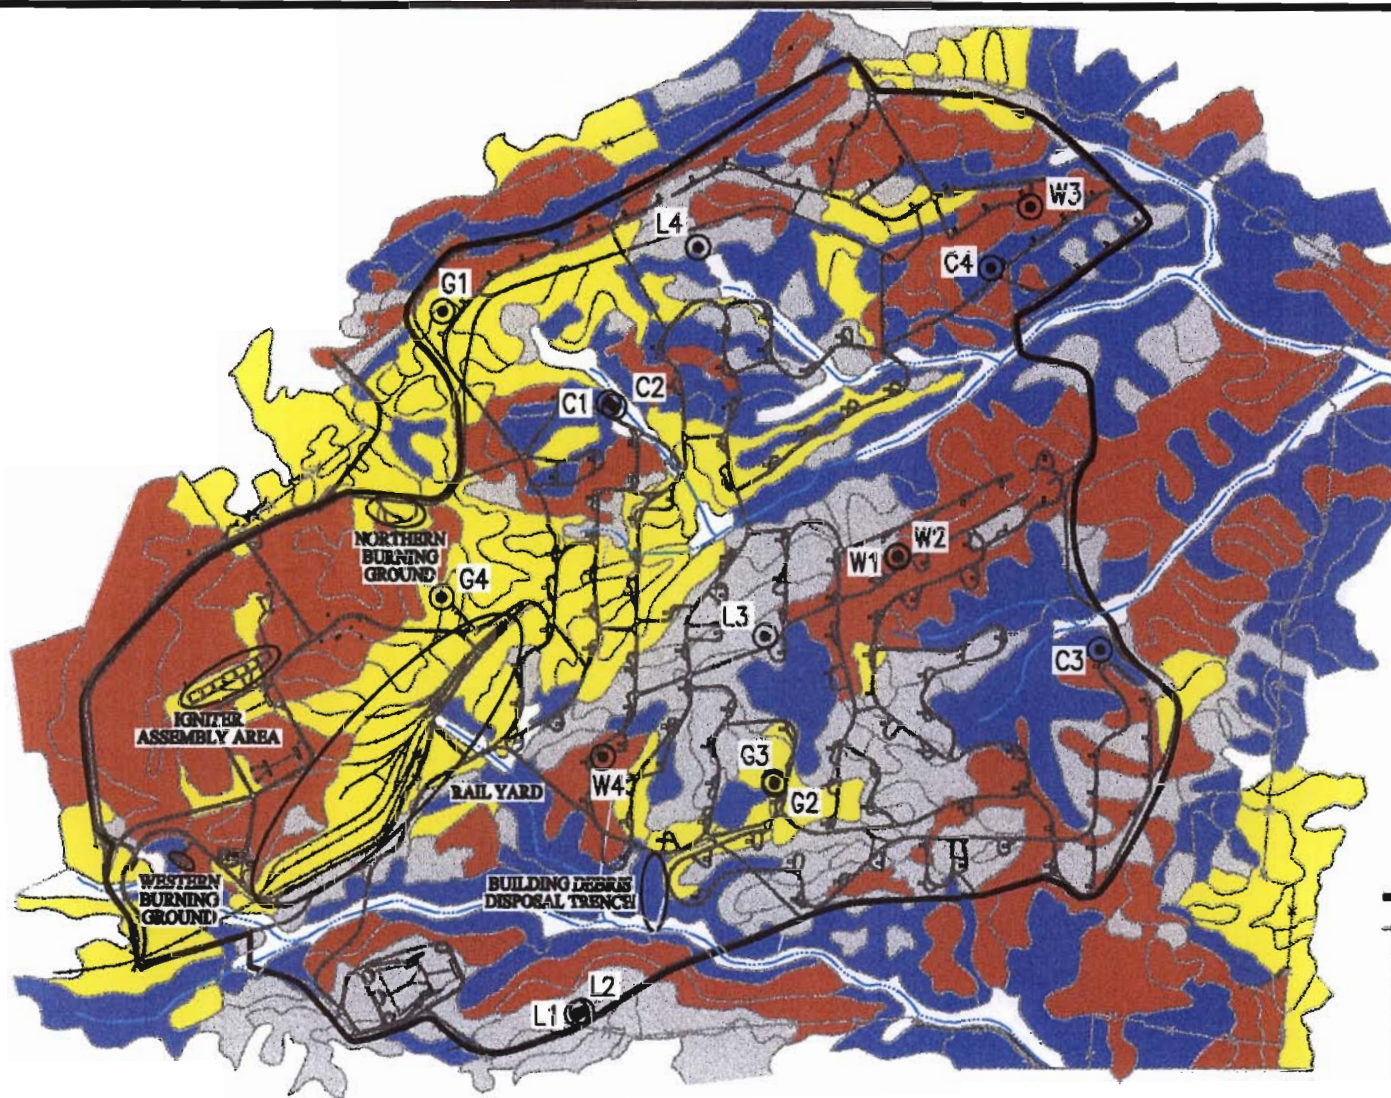 W3
L4
C4
G1
C2
C1
W2
W1
NORTHERN
BURNING
GROUND
G4
L3
C3
IGNITER
ASSEMBLY AREA
G3
W4
RAIL YARD
G2
WESTERN
BURNING
GROUND
BUILDING DEBRIS
DISPOSAL TRENCH
L2
L1